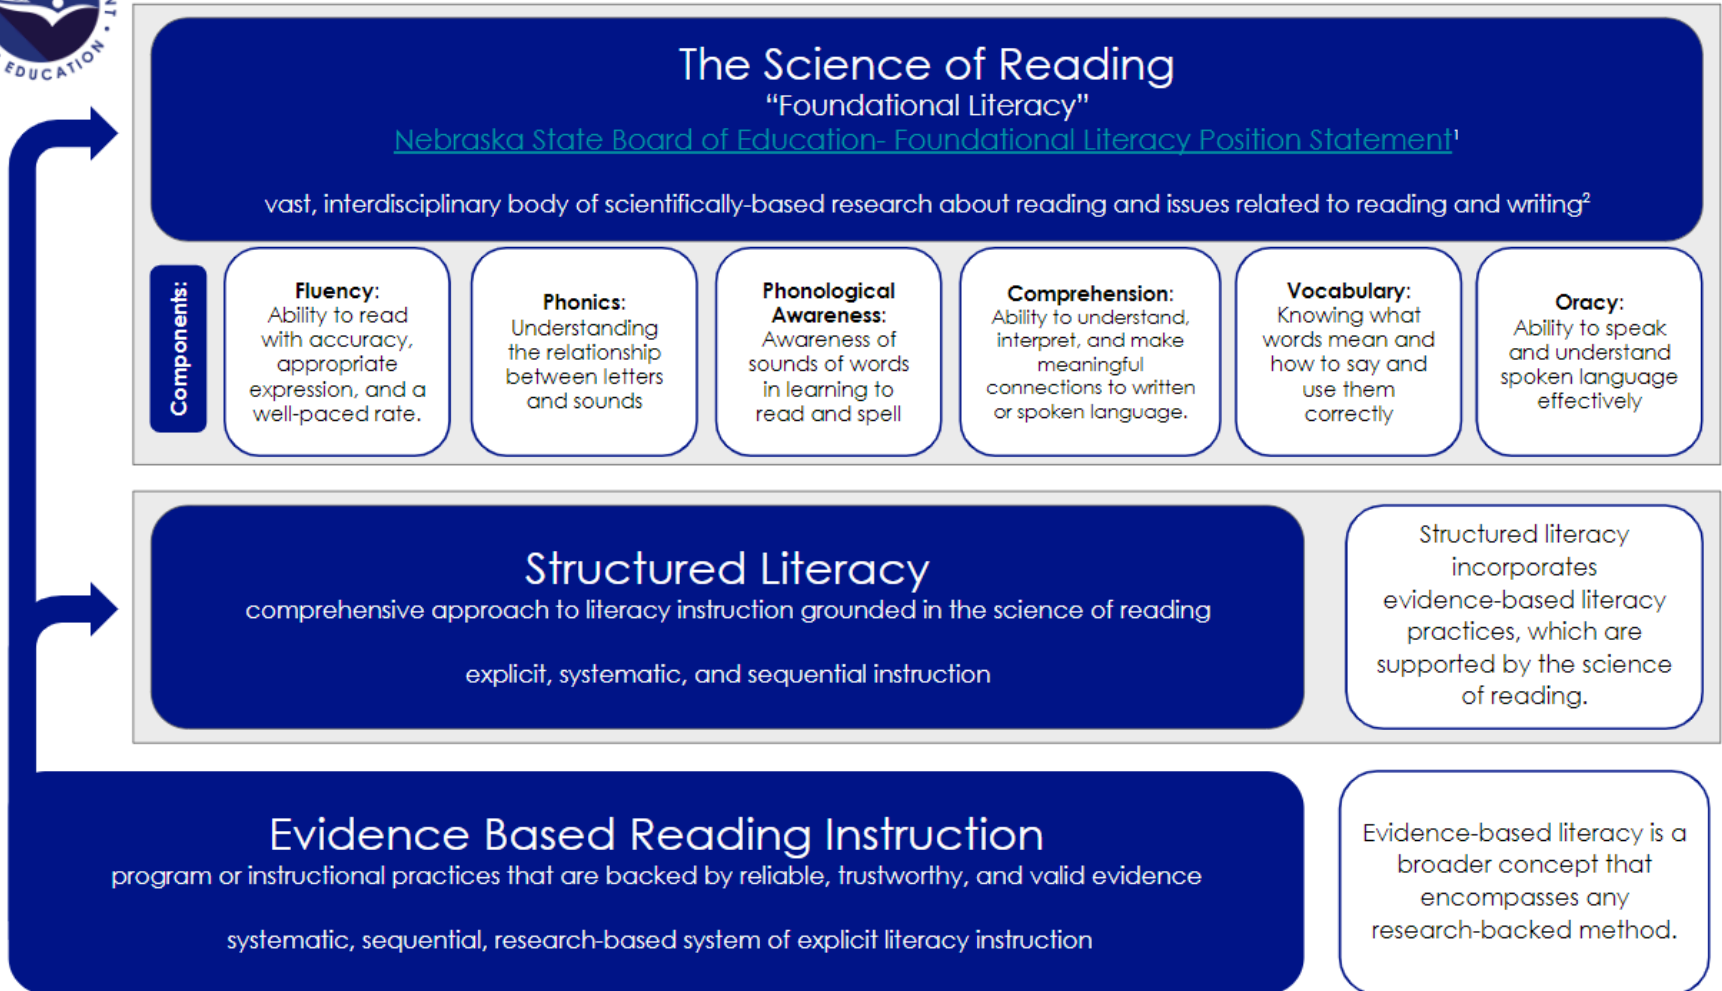 NT •
EDUCATION •
The Science of Reading
“Foundational Literacy”
Nebraska State Board of Education- Foundational Literacy Position Statement¹
vast, interdisciplinary body of scientifically-based research about reading and issues related to reading and writing²
Components:
Fluency:
Ability to read
with accuracy,
appropriate
expression, and a
well-paced rate.
Phonics:
Understanding
the relationship
between letters
and sounds
Phonological
Awareness:
Awareness of
sounds of words
in learning to
read and spell
Comprehension:
Ability to understand,
interpret, and make
meaningful
connections to written
or spoken language.
Vocabulary:
Knowing what
words mean and
how to say and
use them
correctly
Oracy:
Ability to speak
and understand
spoken language
effectively
Structured Literacy
comprehensive approach to literacy instruction grounded in the science of reading
explicit, systematic, and sequential instruction
Structured literacy
incorporates
evidence-based literacy
practices, which are
supported by the science
of reading.
Evidence Based Reading Instruction
program or instructional practices that are backed by reliable, trustworthy, and valid evidence
systematic, sequential, research-based system of explicit literacy instruction
Evidence-based literacy is a
broader concept that
encompasses any
research-backed method.